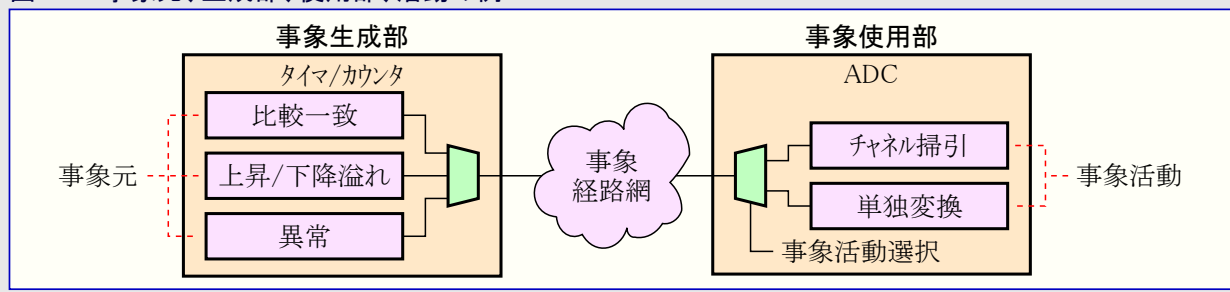 事象生成部
タイマ/カウンタ
比較一致
上昇/下降溢れ
異常
事象元
事象
経路網
事象使用部
ADC
チャネル掃引
単独変換
事象活動選択
事象活動